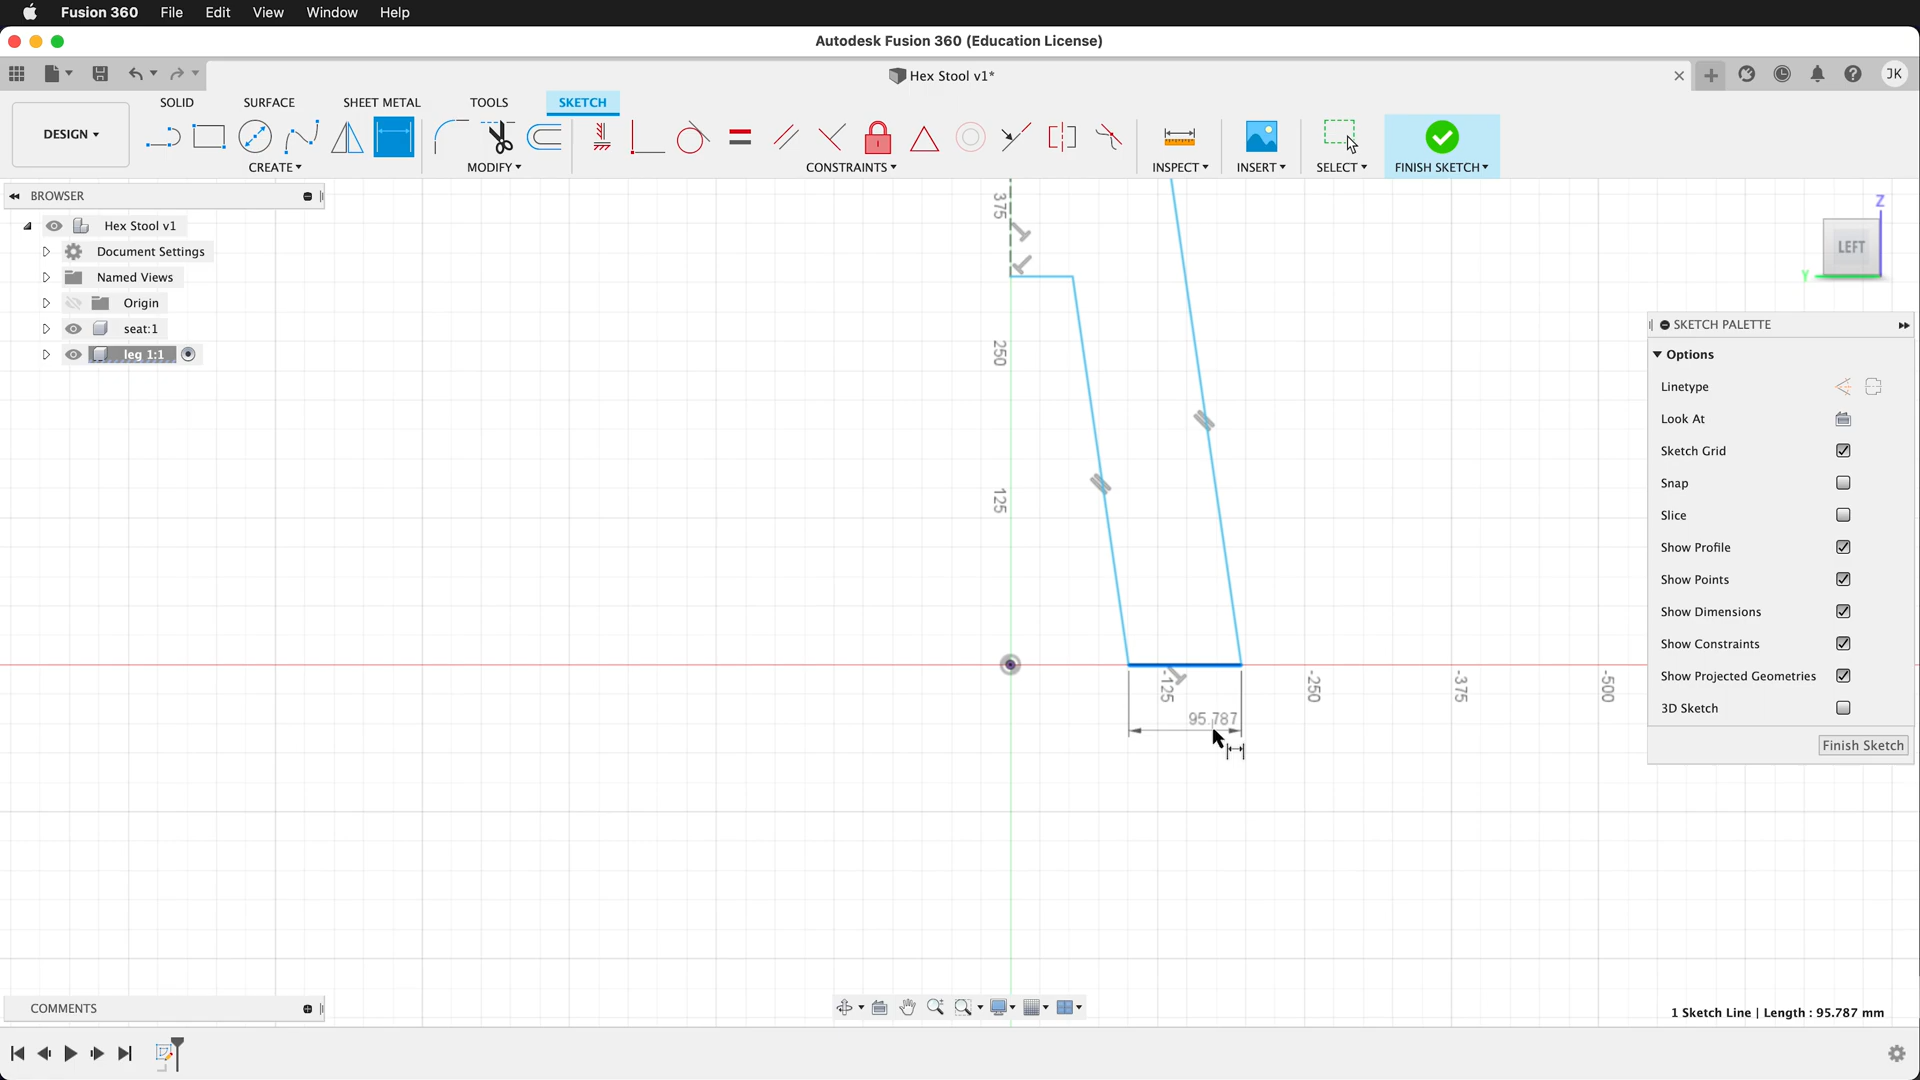 Fusion 360 File Edit View Window Help
Autodesk Fusion 360 (Education License)
Hex Stool v1*
JK
SOLID SURFACE SHEET METAL TOOLS SKETCH
DESIGN
CREATE MODIFY CONSTRAINTS INSPECT INSERT SELECT FINISH SKETCH
BROWSER
Hex Stool v1
Document Settings
Named Views
Origin
seat:1
leg 1:1
375
250
125
-125
-250
-375
-500
95.787
Z
LEFT
Y
SKETCH PALETTE
Options
Linetype
Look At
Sketch Grid
Snap
Slice
Show Profile
Show Points
Show Dimensions
Show Constraints
Show Projected Geometries
3D Sketch
Finish Sketch
COMMENTS
1 Sketch Line | Length : 95.787 mm